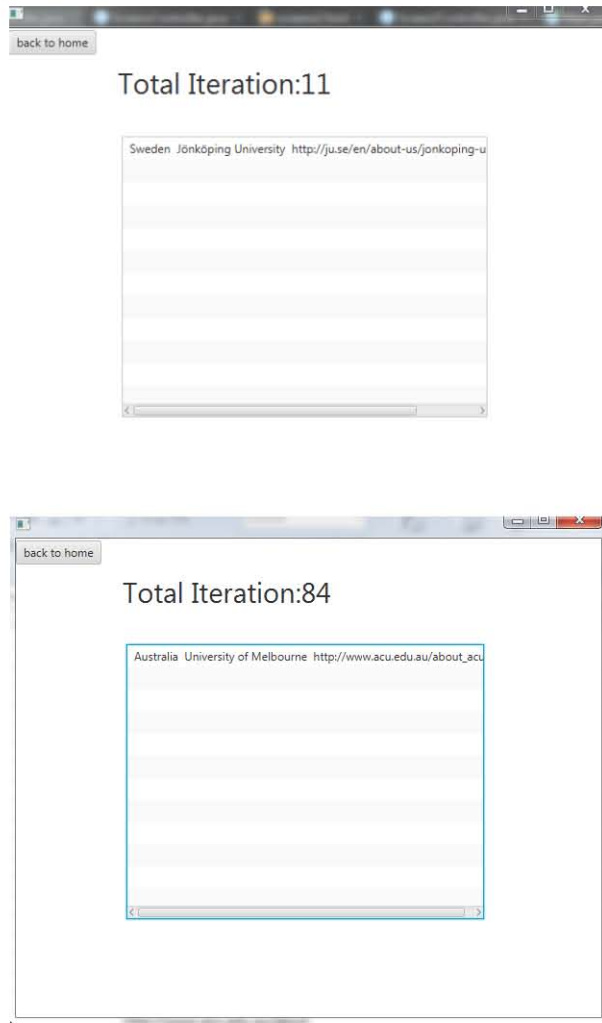 back to home
Total Iteration:11
Sweden Jönköping University http://ju.se/en/about-us/jonkoping-u
back to home
Total Iteration:84
Australia University of Melbourne http://www.acu.edu.au/about_acu